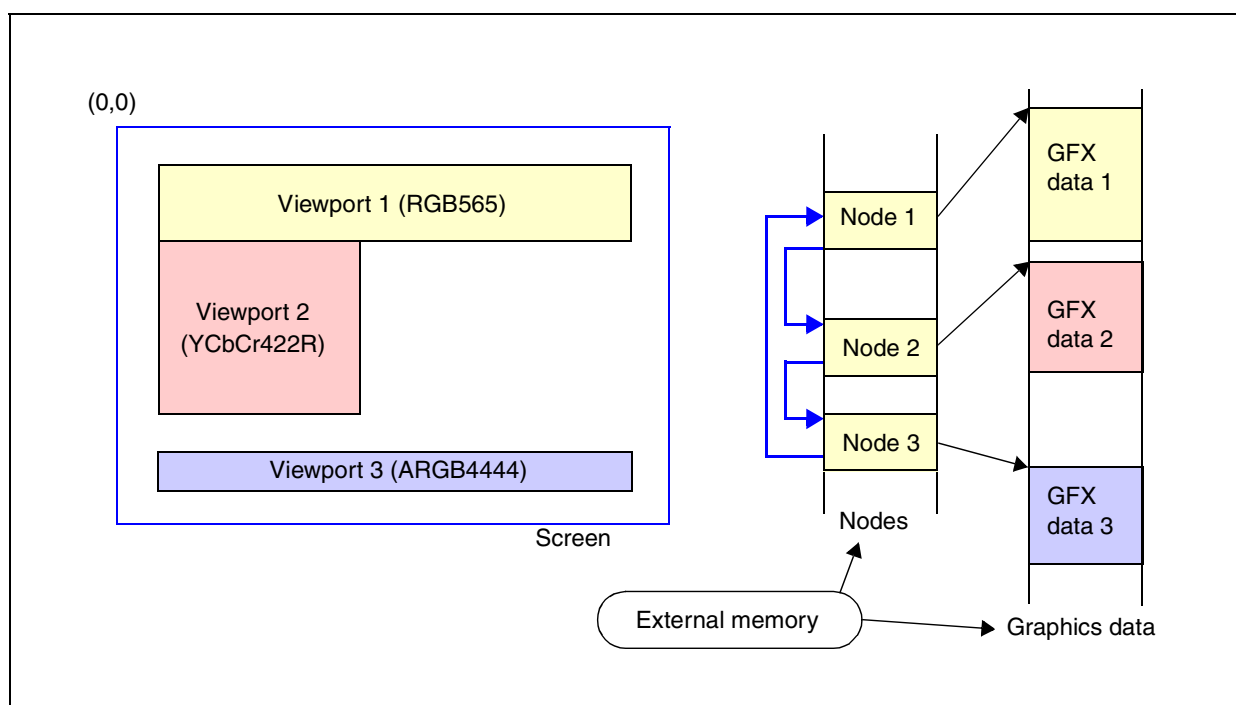 (0,0)
Viewport 1 (RGB565)
Viewport 2
(YCbCr422R)
Viewport 3 (ARGB4444)
Screen
Node 1
Node 2
Node 3
Nodes
GFX
data 1
GFX
data 2
GFX
data 3
External memory
Graphics data